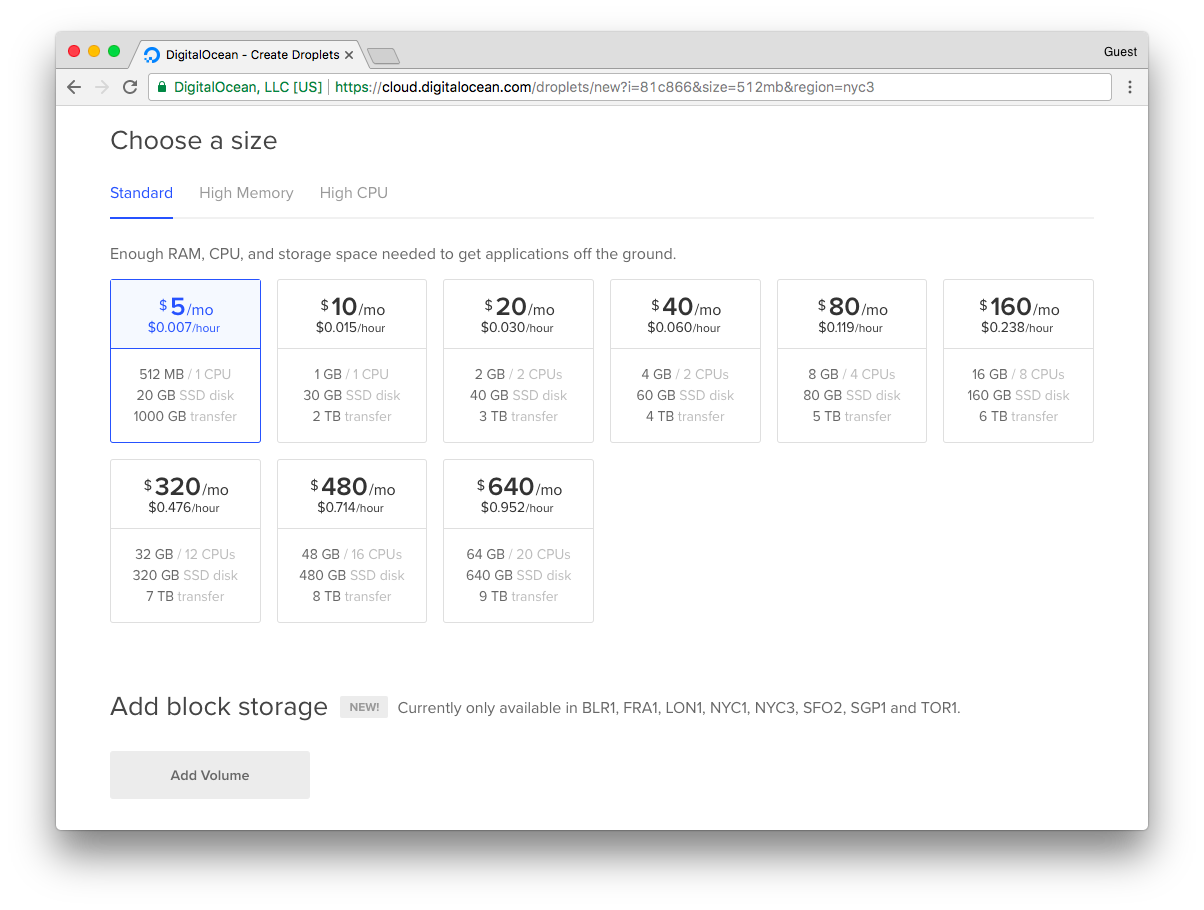 DigitalOcean - Create Droplets
Guest
DigitalOcean, LLC [US] https://cloud.digitalocean.com/droplets/new?i=81c866&size=512mb&region=nyc3
Choose a size
Standard High Memory High CPU
Enough RAM, CPU, and storage space needed to get applications off the ground.
$5/mo
$0.007/hour
512 MB / 1 CPU
20 GB SSD disk
1000 GB transfer
$10/mo
$0.015/hour
1 GB / 1 CPU
30 GB SSD disk
2 TB transfer
$20/mo
$0.030/hour
2 GB / 2 CPUs
40 GB SSD disk
3 TB transfer
$40/mo
$0.060/hour
4 GB / 2 CPUs
60 GB SSD disk
4 TB transfer
$80/mo
$0.119/hour
8 GB / 4 CPUs
80 GB SSD disk
5 TB transfer
$160/mo
$0.238/hour
16 GB / 8 CPUs
160 GB SSD disk
6 TB transfer
$320/mo
$0.476/hour
32 GB / 12 CPUs
320 GB SSD disk
7 TB transfer
$480/mo
$0.714/hour
48 GB / 16 CPUs
480 GB SSD disk
8 TB transfer
$640/mo
$0.952/hour
64 GB / 20 CPUs
640 GB SSD disk
9 TB transfer
Add block storage NEW! Currently only available in BLR1, FRA1, LON1, NYC1, NYC3, SFO2, SGP1 and TOR1.
Add Volume